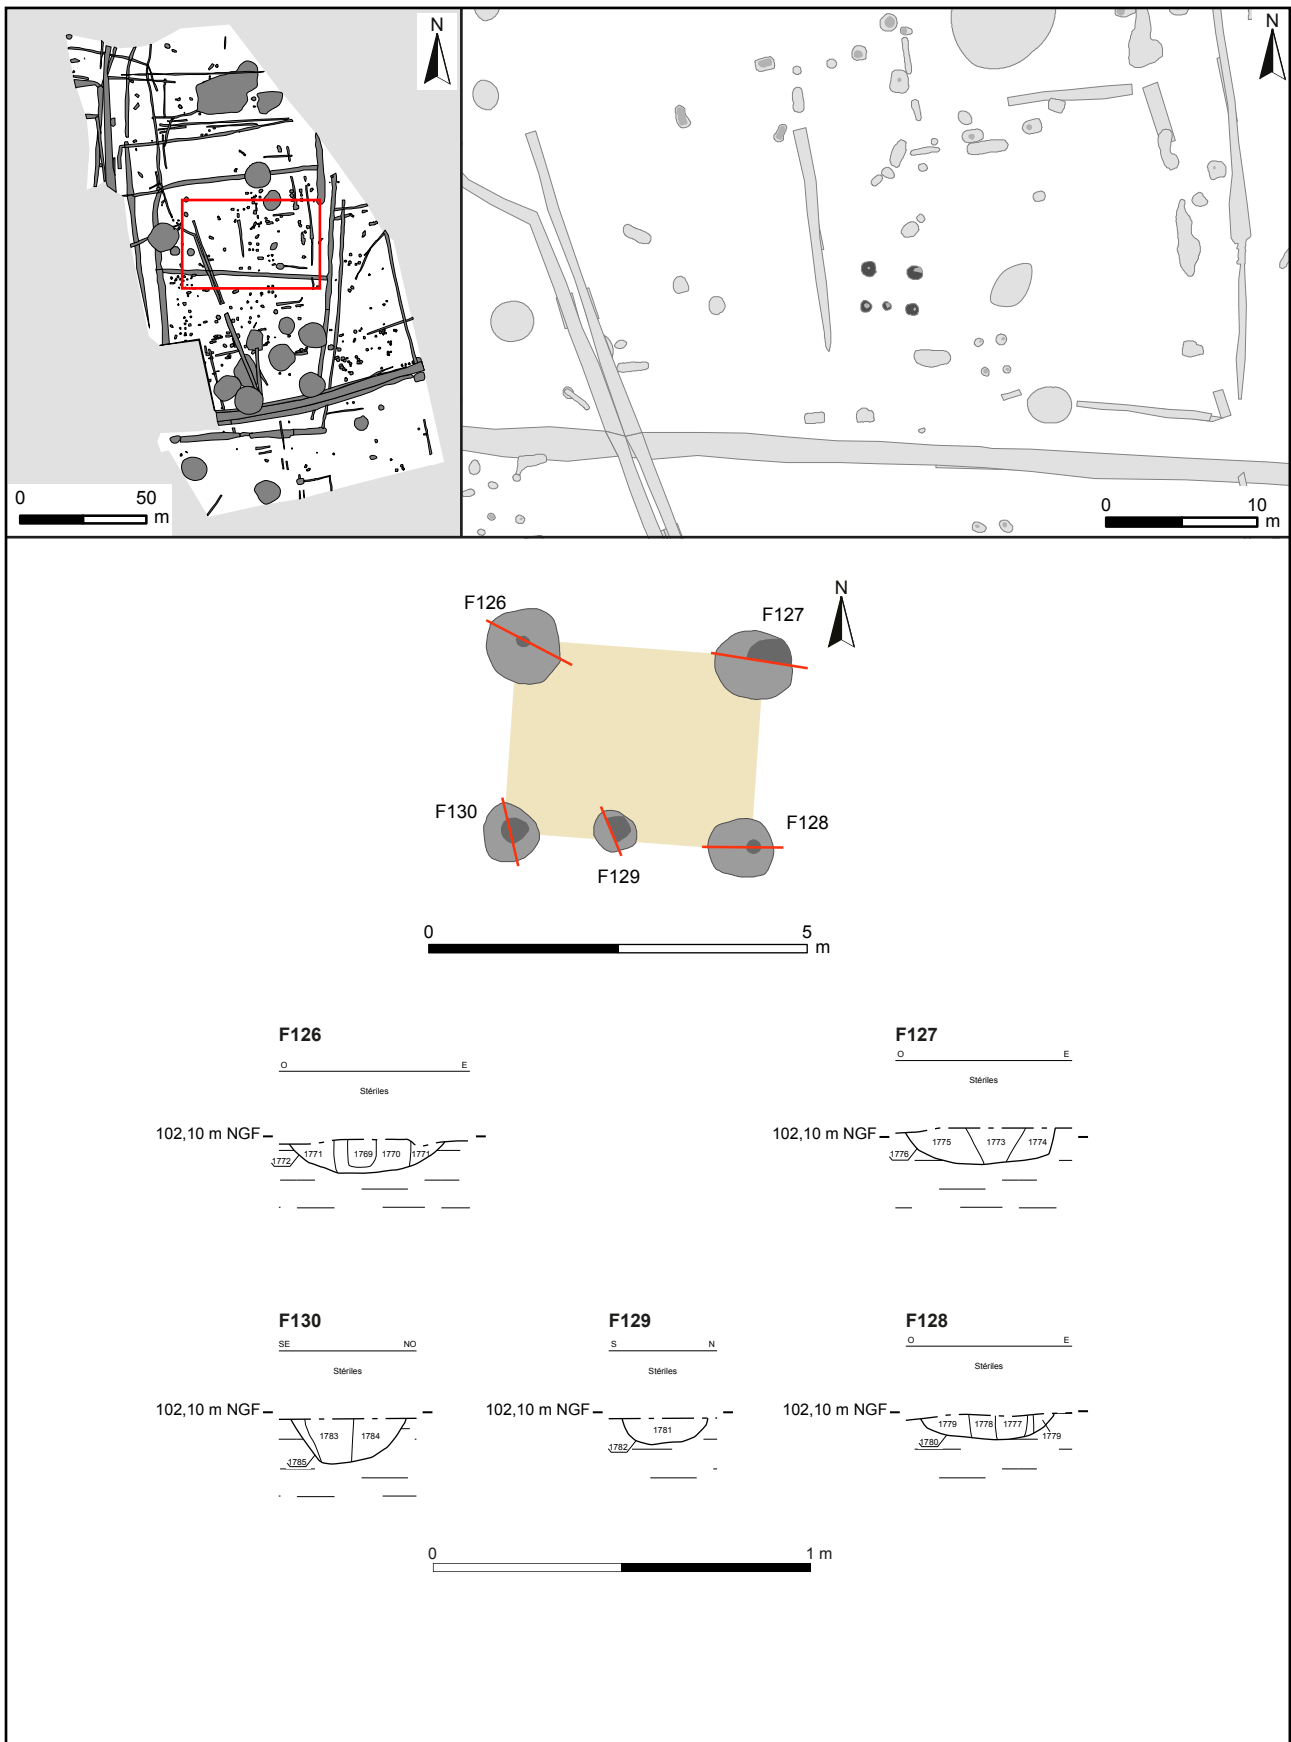 N
0 50
m
N
0 10
m
F126
F127
N
F130
F128
F129
0 5
m
F126
O E
Stériles
102,10 m NGF
1772 1771 1769 1770 1771
F127
O E
Stériles
102,10 m NGF
1776 1775 1773 1774
F130
SE NO
Stériles
102,10 m NGF
1783 1784
1785
F129
S N
Stériles
102,10 m NGF
1781
1782
F128
O E
Stériles
102,10 m NGF
1779 1778 1777
1780 1779
0 1 m